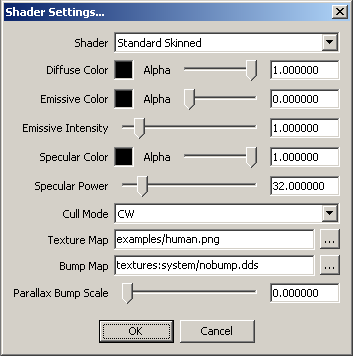 Shader Settings...
Shader Standard Skinned
Diffuse Color Alpha 1.000000
Emissive Color Alpha 0.000000
Emissive Intensity 1.000000
Specular Color Alpha 1.000000
Specular Power 32.000000
Cull Mode CW
Texture Map examples/human.png ...
Bump Map textures:system/nobump.dds ...
Parallax Bump Scale 0.000000
OK Cancel